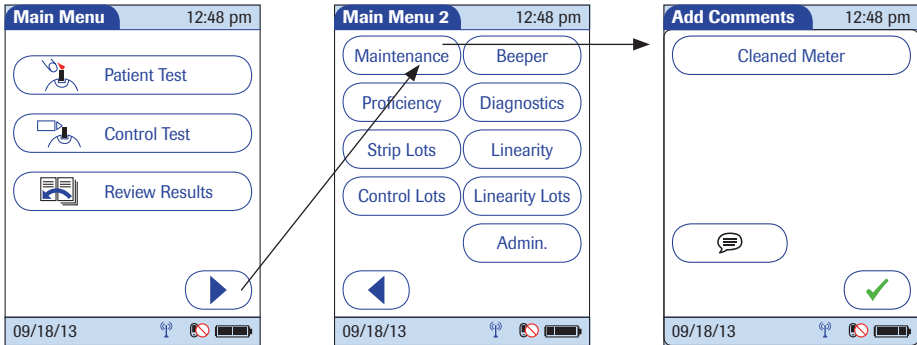 Main Menu 12:48 pm
Patient Test
Control Test
Review Results
09/18/13
Main Menu 2 12:48 pm
Maintenance Beeper
Proficiency Diagnostics
Strip Lots Linearity
Control Lots Linearity Lots
Admin.
09/18/13
Add Comments 12:48 pm
Cleaned Meter
09/18/13